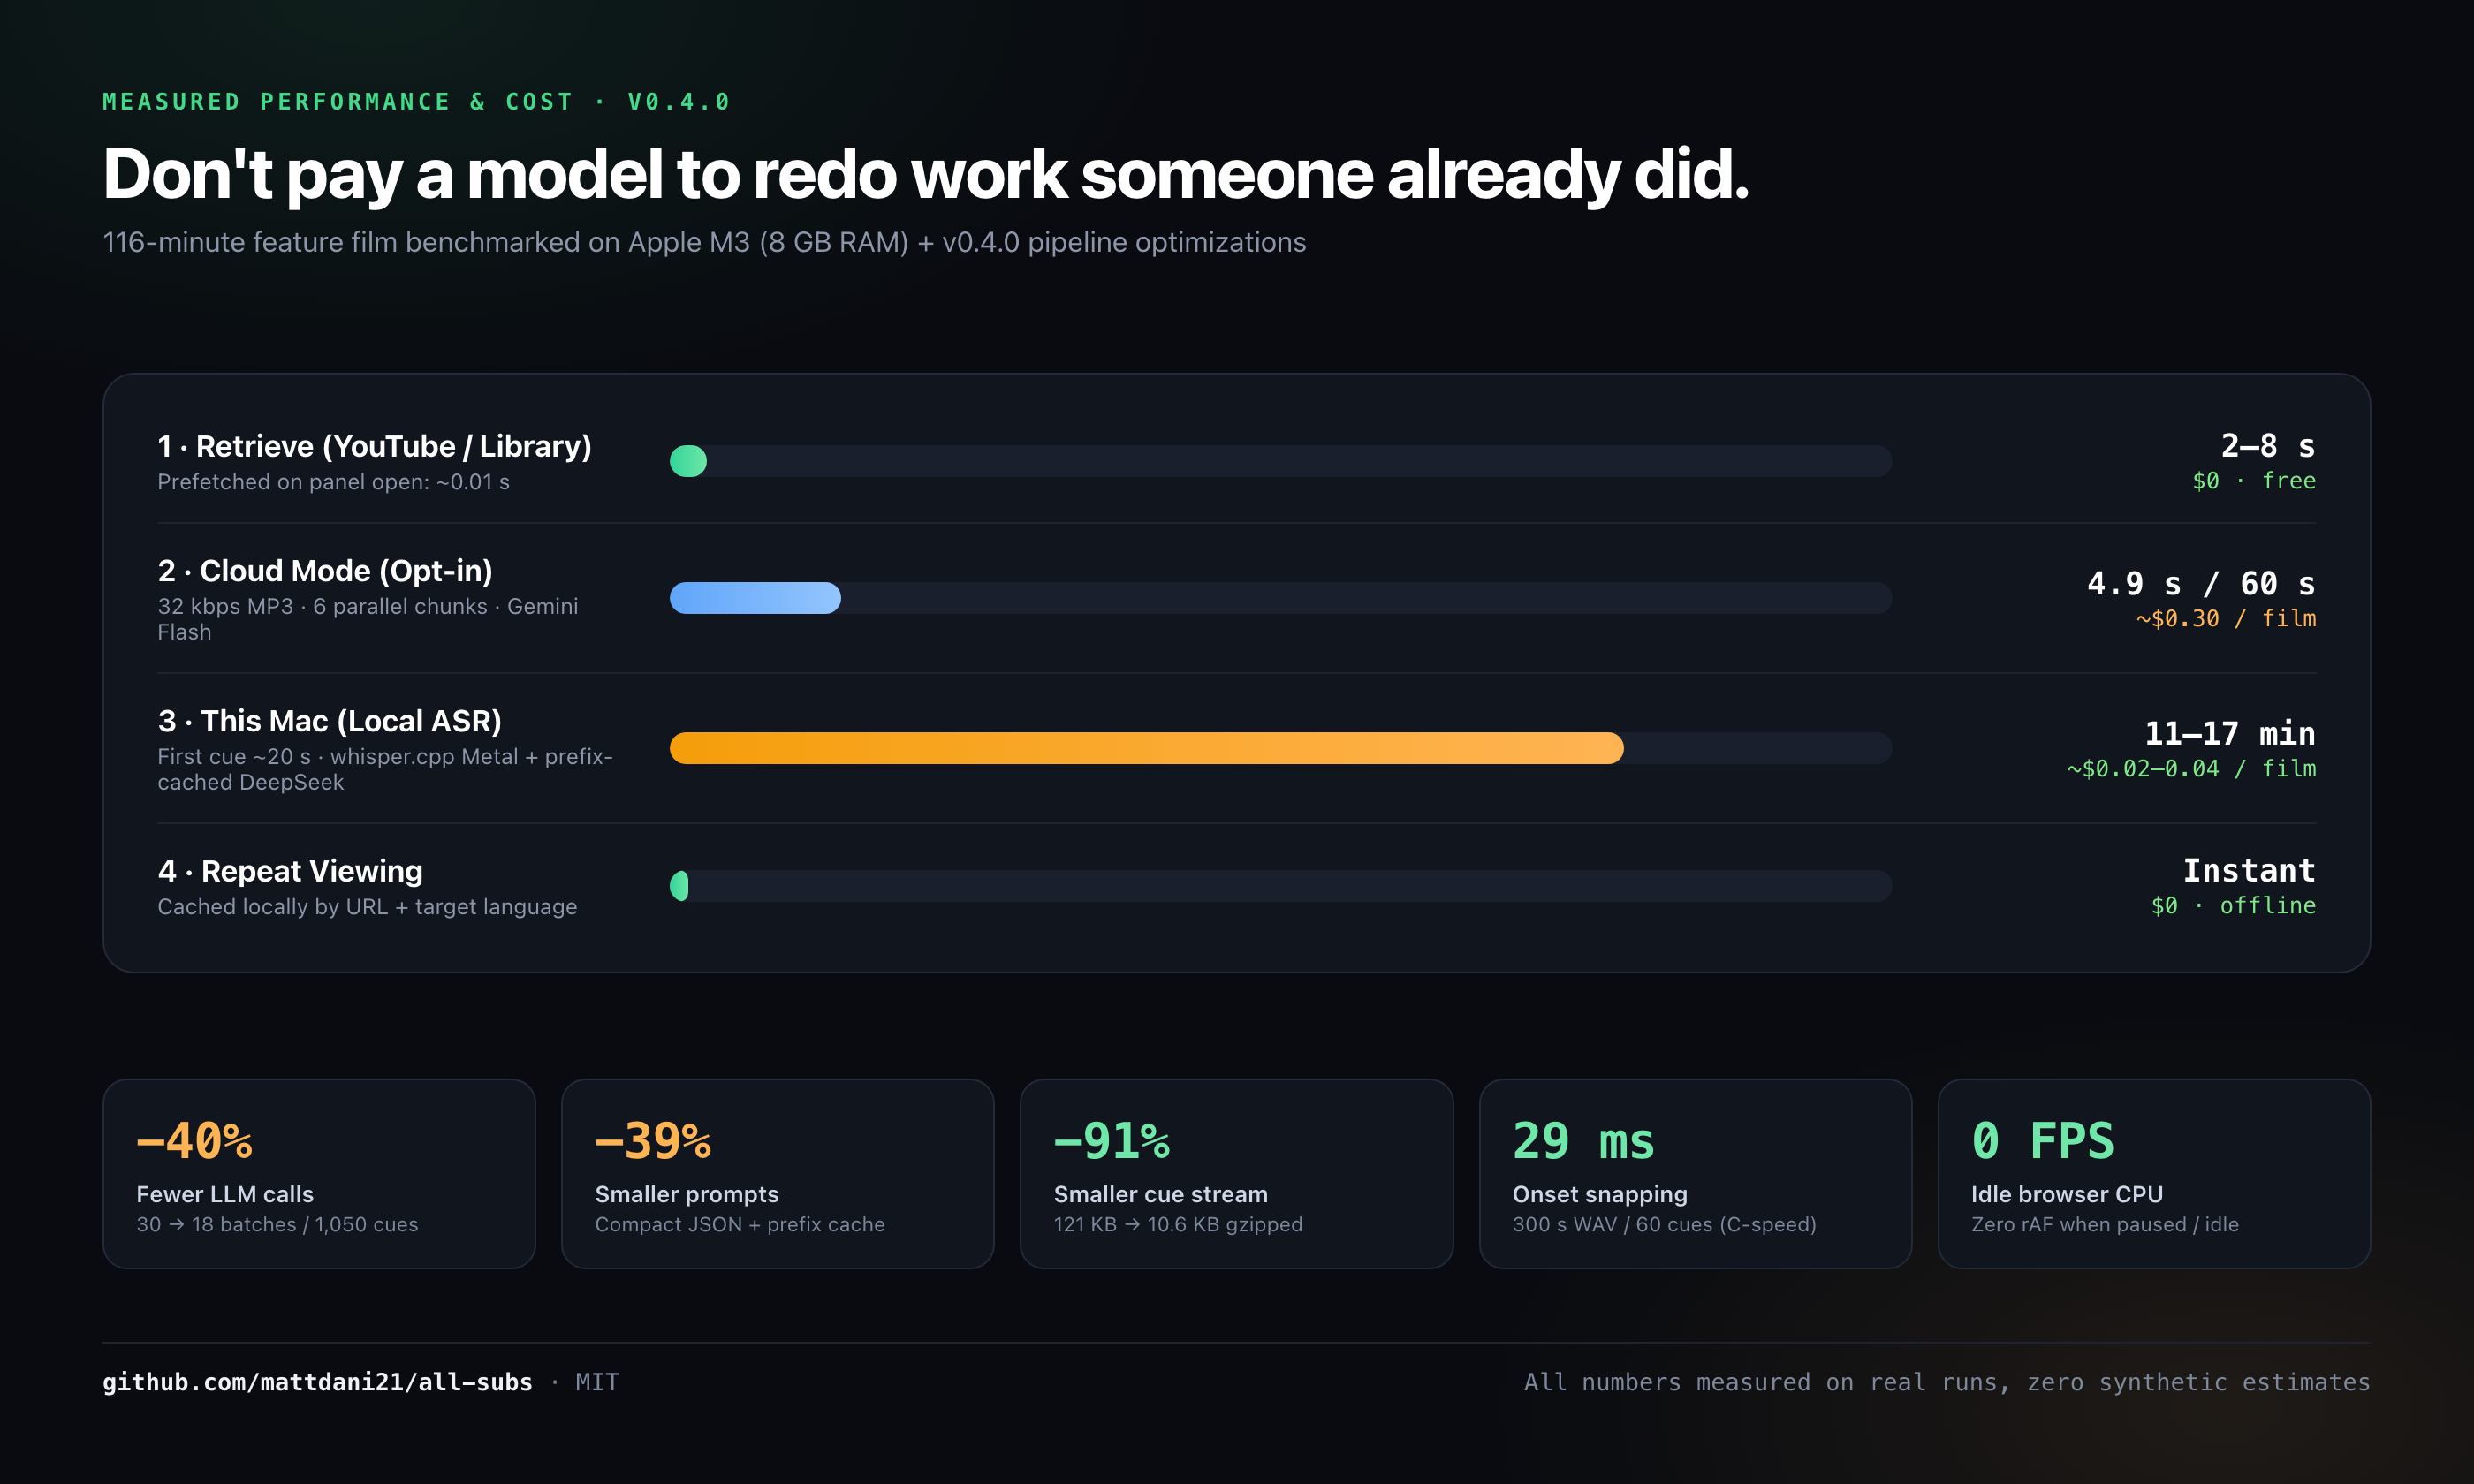 MEASURED PERFORMANCE & COST · V0.4.0
Don't pay a model to redo work someone already did.
116-minute feature film benchmarked on Apple M3 (8 GB RAM) + v0.4.0 pipeline optimizations
1 · Retrieve (YouTube / Library)
Prefetched on panel open: ~0.01 s
2–8 s
$0 · free
2 · Cloud Mode (Opt-in)
32 kbps MP3 · 6 parallel chunks · Gemini
Flash
4.9 s / 60 s
~$0.30 / film
3 · This Mac (Local ASR)
First cue ~20 s · whisper.cpp Metal + prefix-
cached DeepSeek
11–17 min
~$0.02–0.04 / film
4 · Repeat Viewing
Cached locally by URL + target language
Instant
$0 · offline
–40%
Fewer LLM calls
30 → 18 batches / 1,050 cues
–39%
Smaller prompts
Compact JSON + prefix cache
–91%
Smaller cue stream
121 KB → 10.6 KB gzipped
29 ms
Onset snapping
300 s WAV / 60 cues (C-speed)
0 FPS
Idle browser CPU
Zero rAF when paused / idle
github.com/mattdani21/all-subs · MIT
All numbers measured on real runs, zero synthetic estimates